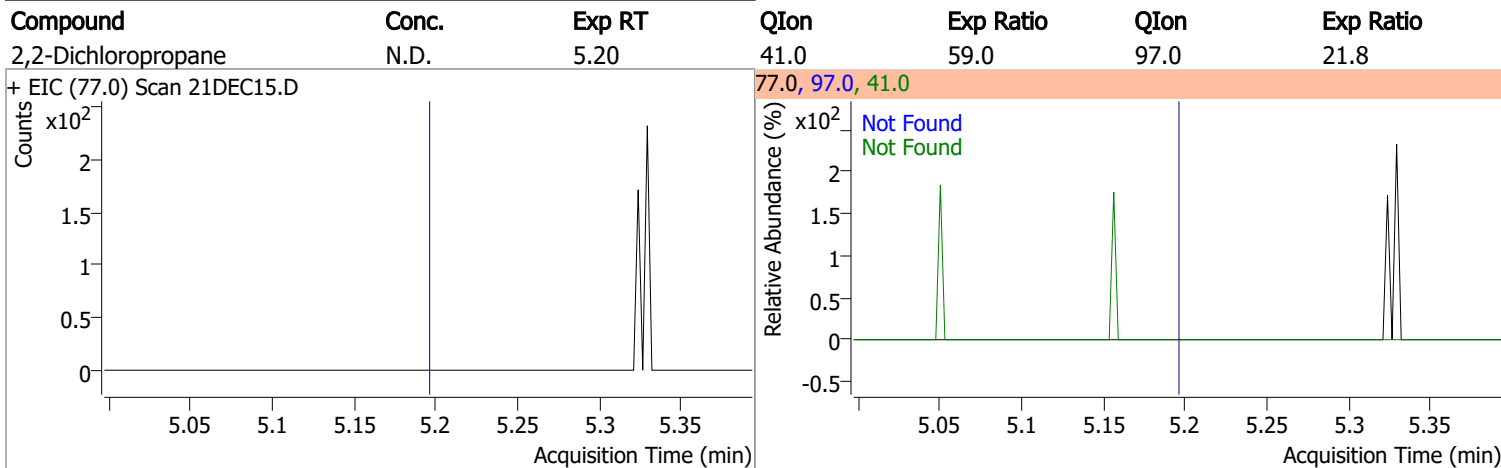 Compound Conc. Exp RT QIon Exp Ratio QIon Exp Ratio
2,2-Dichloropropane N.D. 5.20 41.0 59.0 97.0 21.8
+ EIC (77.0) Scan 21DEC15.D
Counts
x10²
2
1.5
1
0.5
0
5.05 5.1 5.15 5.2 5.25 5.3 5.35
Acquisition Time (min)
77.0, 97.0, 41.0
Relative Abundance (%)
x10²
Not Found
Not Found
2
1.5
1
0.5
0
-0.5
5.05 5.1 5.15 5.2 5.25 5.3 5.35
Acquisition Time (min)